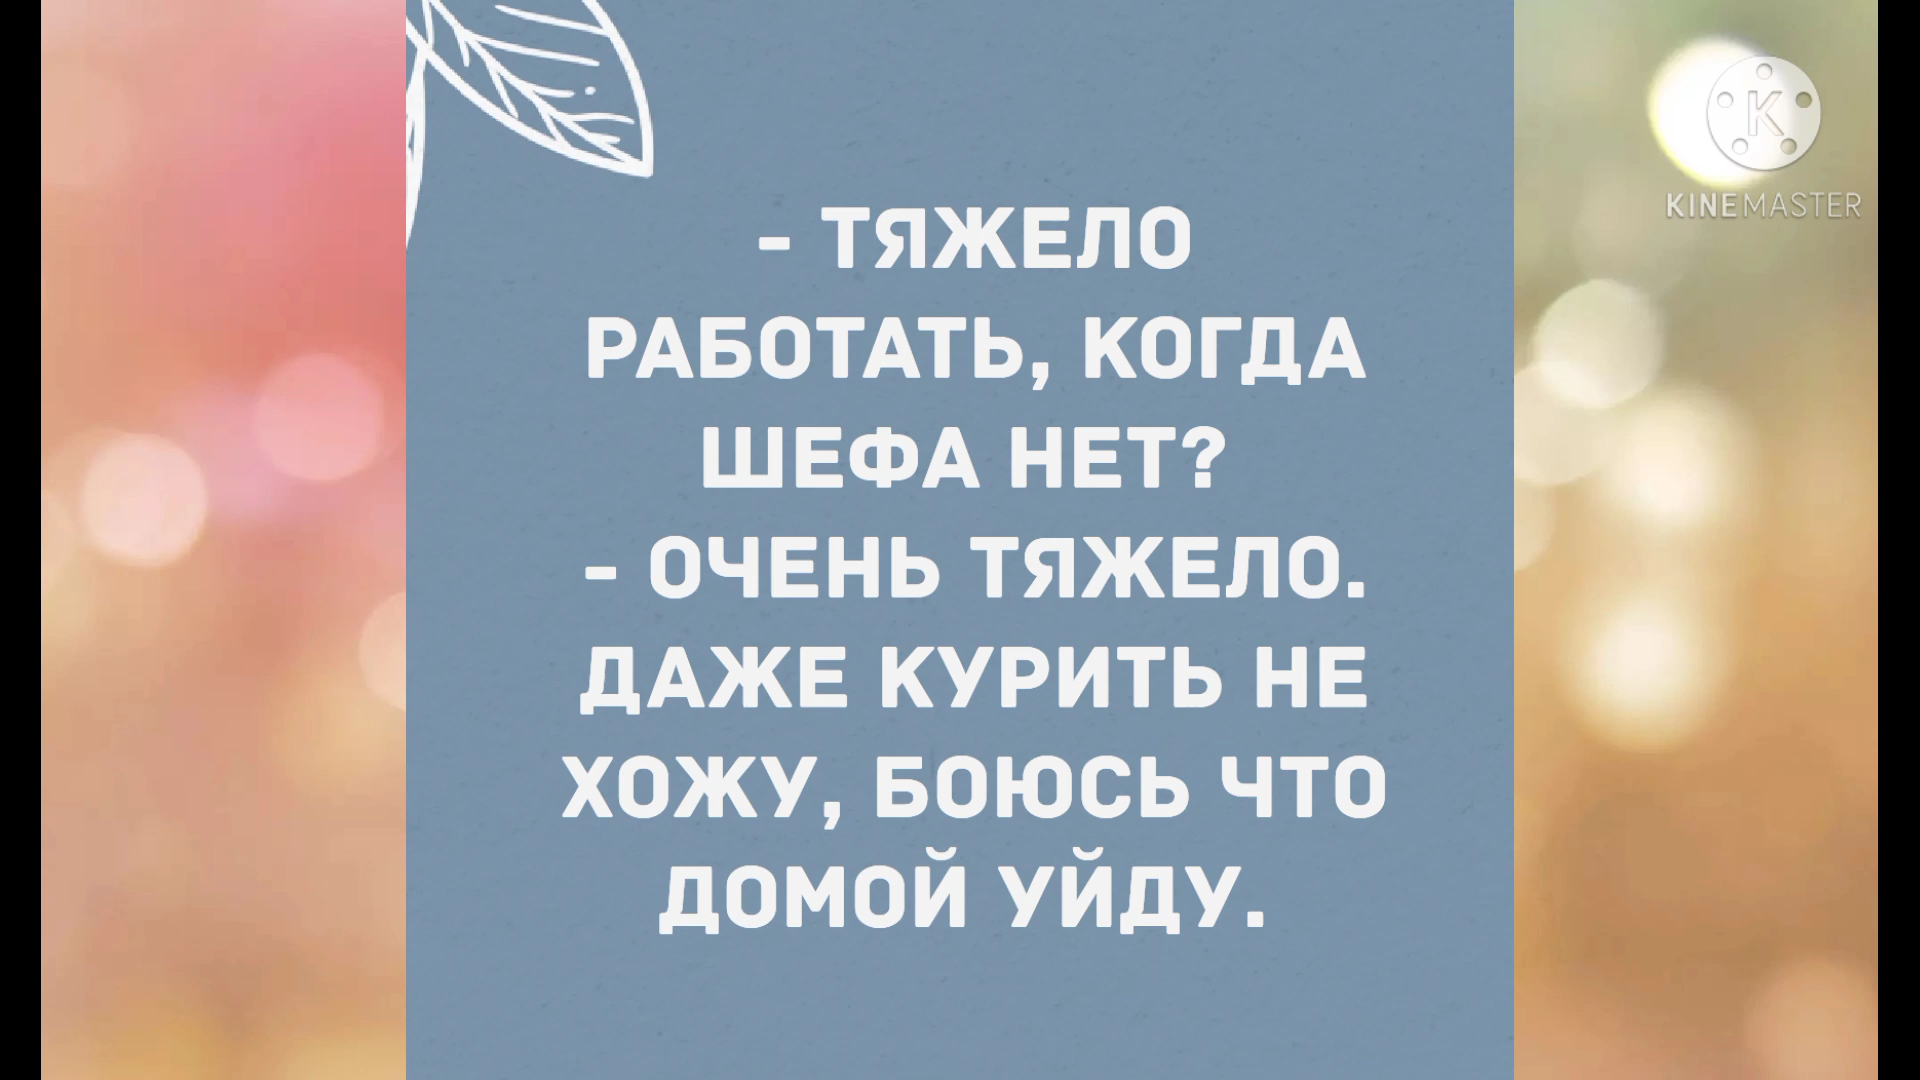 - ТЯЖЕЛО
РАБОТАТЬ, КОГДА
ШЕФА НЕТ?
- ОЧЕНЬ ТЯЖЕЛО.
ДАЖЕ КУРИТЬ НЕ
ХОЖУ, БОЮСЬ ЧТО
ДОМОЙ УЙДУ.
K
KINEMASTER